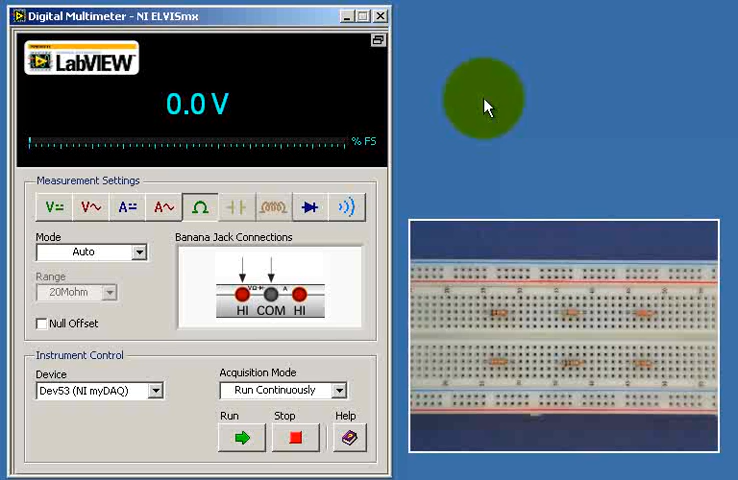 Digital Multimeter - NI ELVISmx
LabVIEW
0.0 V
% FS
Measurement Settings
V
V
A
A
Ω
Mode
Auto
Banana Jack Connections
Range
20Mohm
VΩ
A
HI COM HI
Null Offset
Instrument Control
Device
Dev53 (NI myDAQ)
Acquisition Mode
Run Continuously
Run
Stop
Help